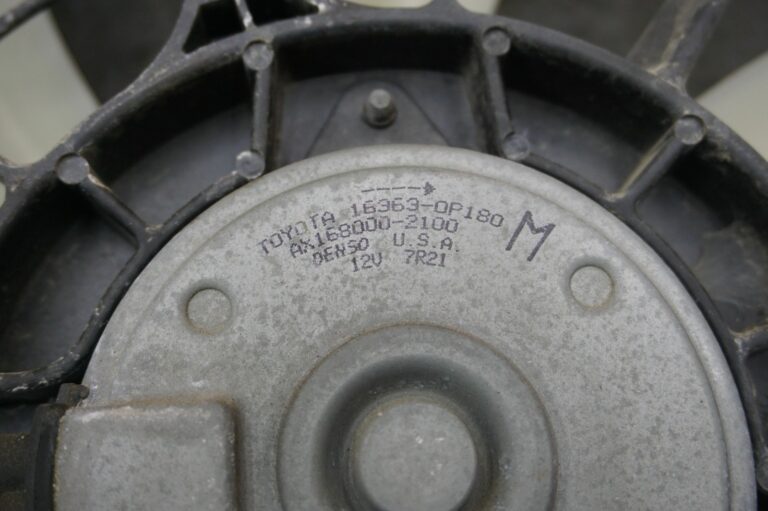 TOYOTA 16363-0P180
AX168000-2100
DENSO U.S.A.
12V 7R21
M